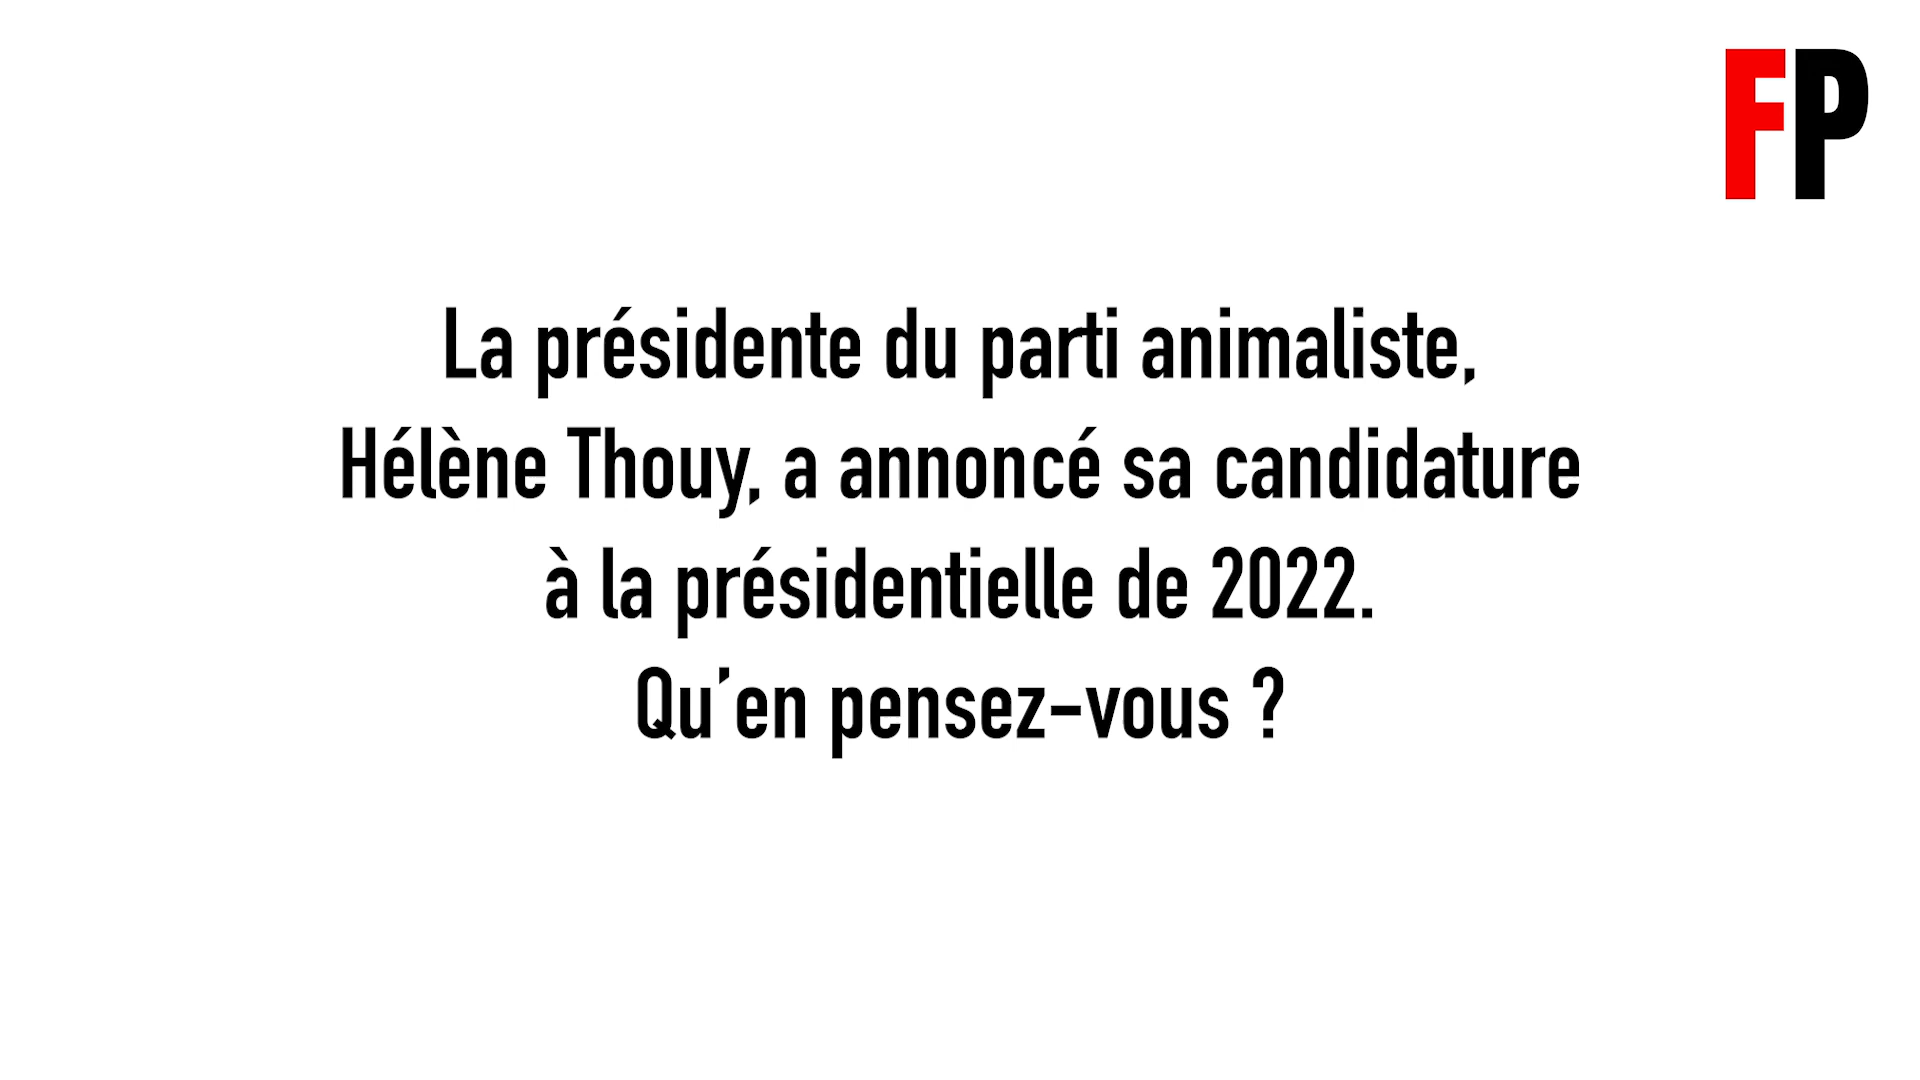 FP
La présidente du parti animaliste,
Hélène Thouy, a annoncé sa candidature
à la présidentielle de 2022.
Qu’en pensez-vous ?